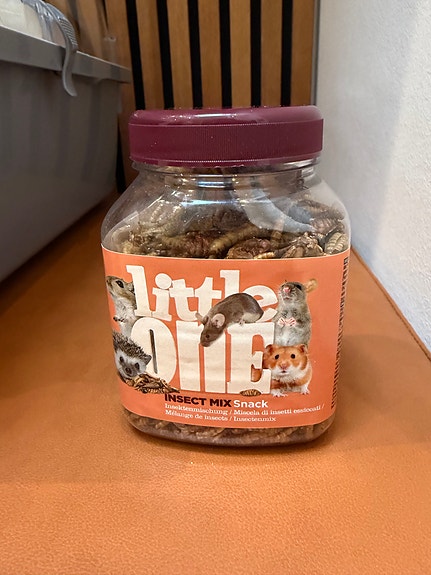 little
one
INSECT MIX Snack
Insektenmischung / Miscela di insetti essiccati /
Mélange de insects / Insectenmix